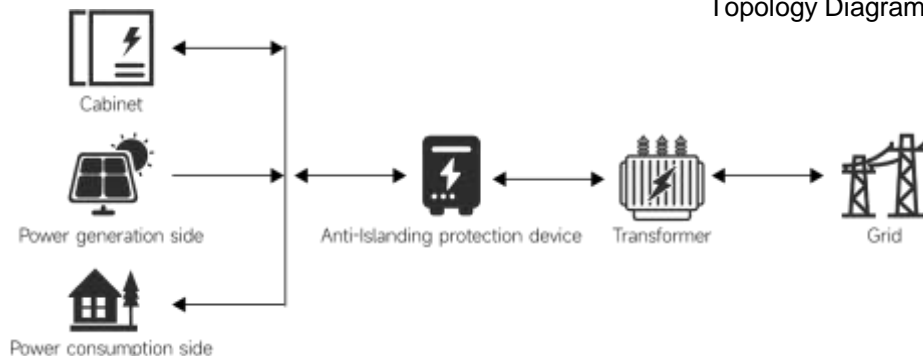 Topology Diagram
Cabinet
Power generation side
Anti-Islanding protection device
Transformer
Grid
Power consumption side